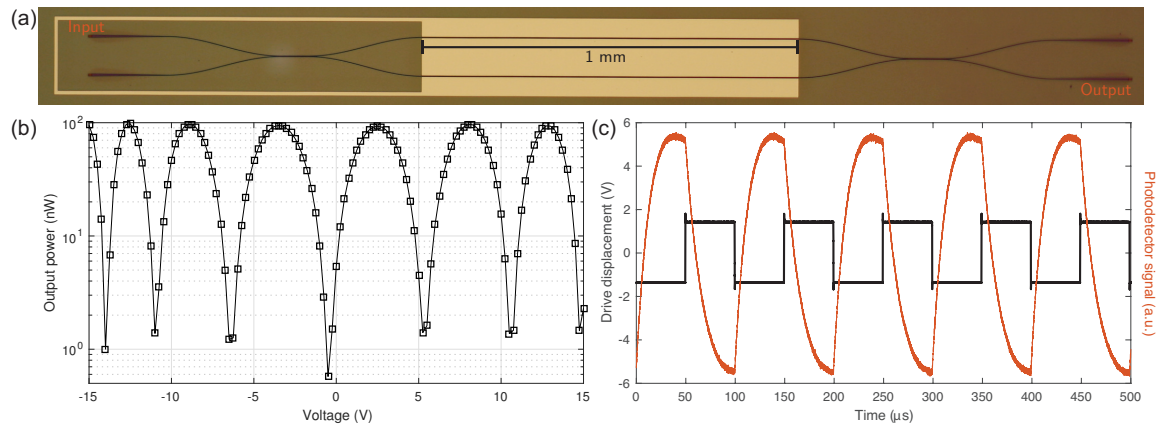 (a)
Input
1 mm
Output
(b)
10²
10¹
10⁰
Output power (nW)
-15
-10
-5
0
5
10
15
Voltage (V)
(c)
6
4
2
0
-2
-4
-6
Drive displacement (V)
Photodetector signal (a.u.)
0
50
100
150
200
250
300
350
400
450
500
Time (μs)